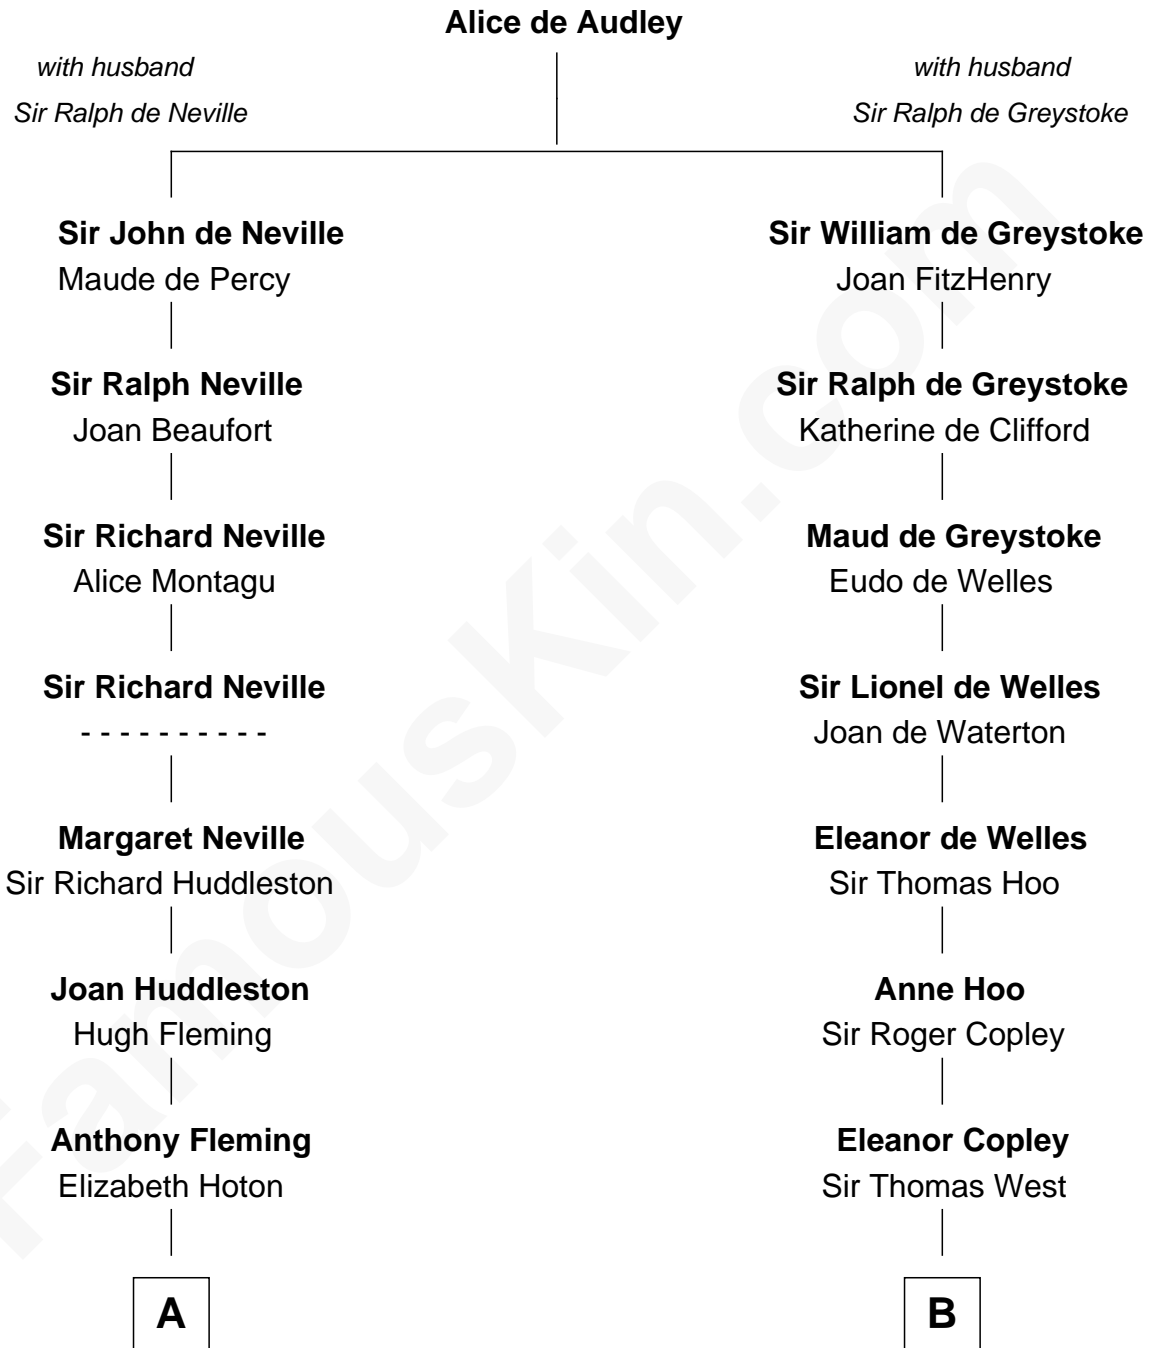 Alice de Audley
with husband
Sir Ralph de Neville
with husband
Sir Ralph de Greystoke
Sir John de Neville
Maude de Percy
Sir William de Greystoke
Joan FitzHenry
Sir Ralph Neville
Joan Beaufort
Sir Ralph de Greystoke
Katherine de Clifford
Sir Richard Neville
Alice Montagu
Maud de Greystoke
Eudo de Welles
Sir Richard Neville
- - - - - - - - - -
Sir Lionel de Welles
Joan de Waterton
Margaret Neville
Sir Richard Huddleston
Eleanor de Welles
Sir Thomas Hoo
Joan Huddleston
Hugh Fleming
Anne Hoo
Sir Roger Copley
Anthony Fleming
Elizabeth Hoton
Eleanor Copley
Sir Thomas West
A
B
FamousKin.com